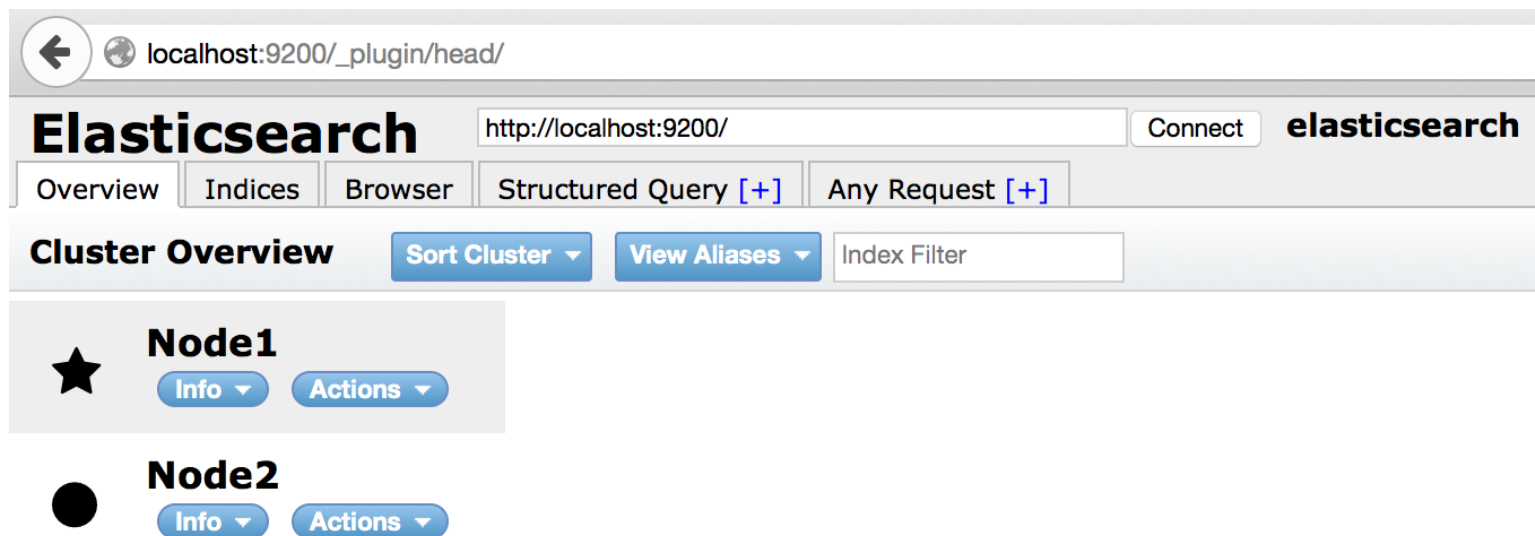 localhost:9200/_plugin/head/
Elasticsearch http://localhost:9200/ Connect elasticsearch
Overview Indices Browser Structured Query [+] Any Request [+]
Cluster Overview Sort Cluster View Aliases Index Filter
Node1
Info Actions
Node2
Info Actions